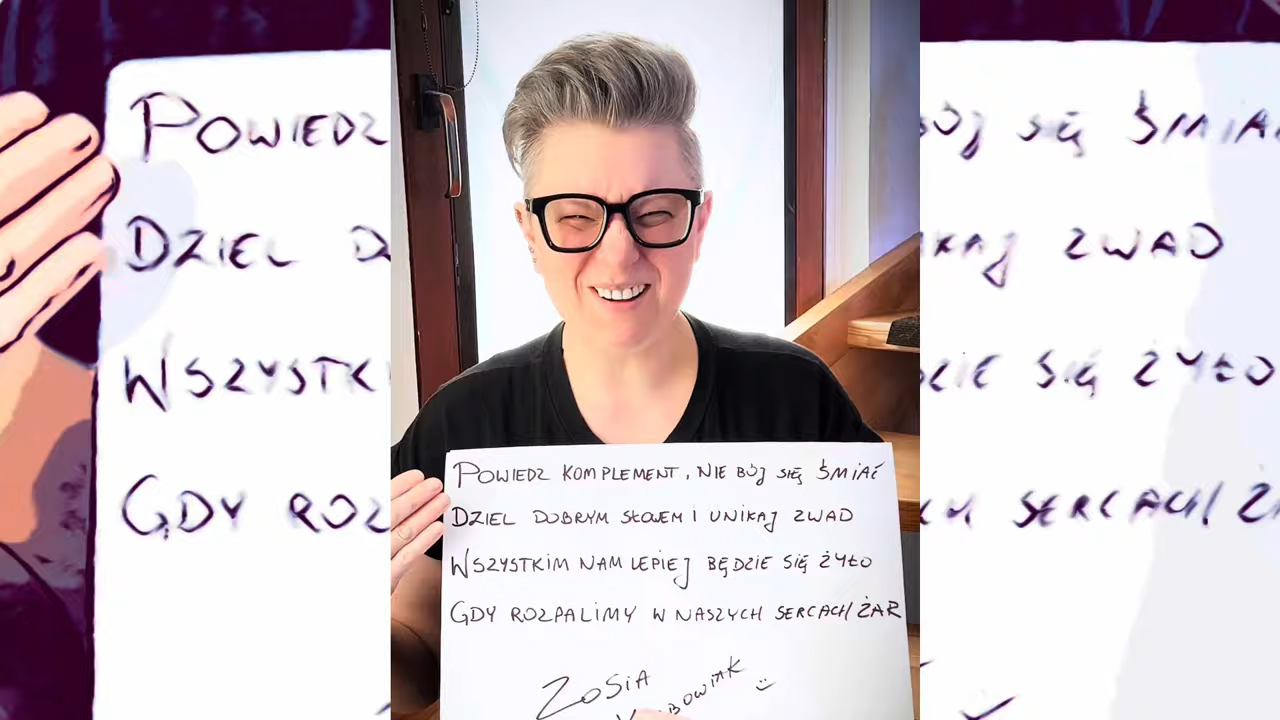 POWIEDZ KOMPLEMENT, NIE BÓJ SIĘ ŚMIAĆ
DZIEL DOBRYM SŁOWEM I UNIKAJ ZWAD
WSZYSTKIM NAM LEPIEJ BĘDZIE SIĘ ŻYŁO
GDY ROZPALIMY W NASZYCH SERCACH ŻAR
ZOSIA